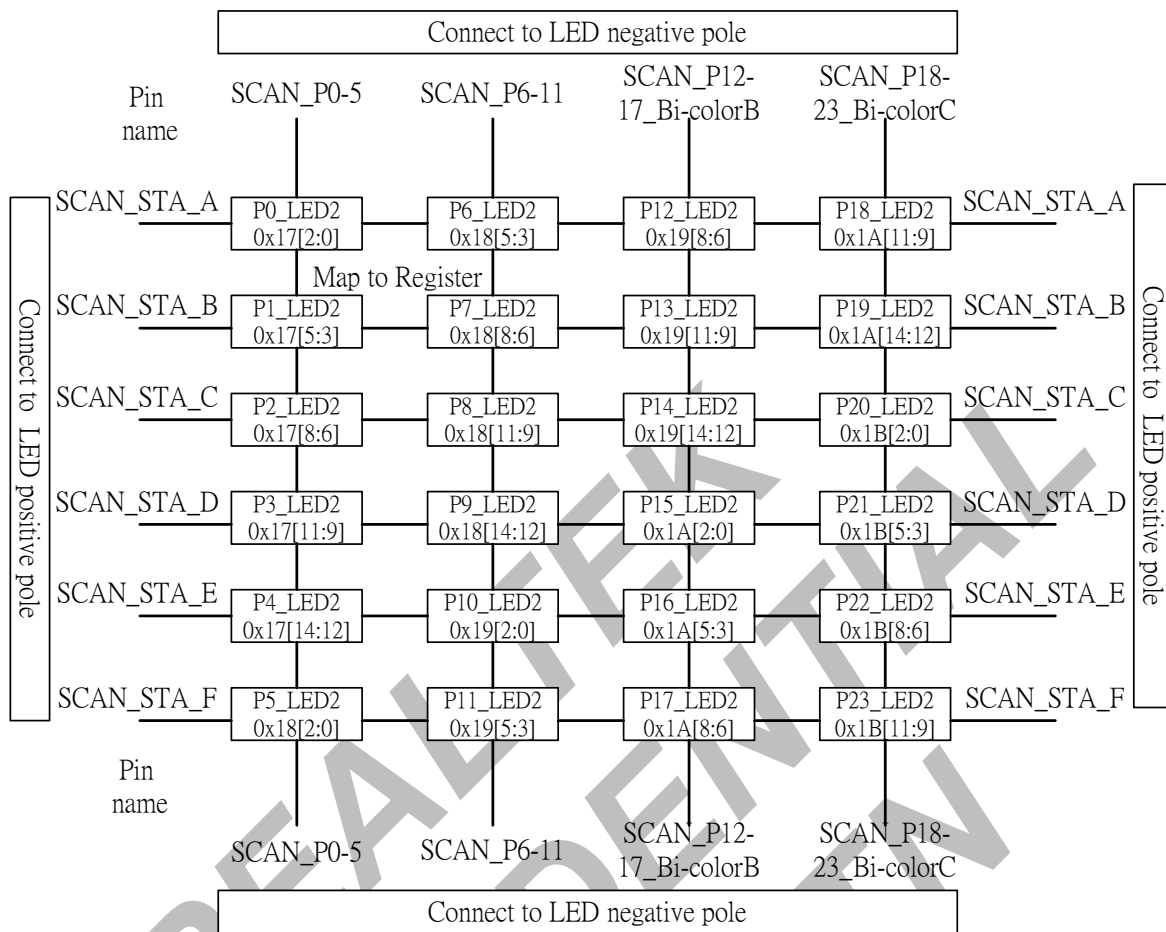 Connect to LED negative pole
Pin
name
SCAN_P0-5
SCAN_P6-11
SCAN_P12-
17_Bi-colorB
SCAN_P18-
23_Bi-colorC
SCAN_STA_A
P0_LED2
0x17[2:0]
P6_LED2
0x18[5:3]
P12_LED2
0x19[8:6]
P18_LED2
0x1A[11:9]
SCAN_STA_A
Map to Register
SCAN_STA_B
P1_LED2
0x17[5:3]
P7_LED2
0x18[8:6]
P13_LED2
0x19[11:9]
P19_LED2
0x1A[14:12]
SCAN_STA_B
SCAN_STA_C
P2_LED2
0x17[8:6]
P8_LED2
0x18[11:9]
P14_LED2
0x19[14:12]
P20_LED2
0x1B[2:0]
SCAN_STA_C
SCAN_STA_D
P3_LED2
0x17[11:9]
P9_LED2
0x18[14:12]
P15_LED2
0x1A[2:0]
P21_LED2
0x1B[5:3]
SCAN_STA_D
SCAN_STA_E
P4_LED2
0x17[14:12]
P10_LED2
0x19[2:0]
P16_LED2
0x1A[5:3]
P22_LED2
0x1B[8:6]
SCAN_STA_E
SCAN_STA_F
P5_LED2
0x18[2:0]
P11_LED2
0x19[5:3]
P17_LED2
0x1A[8:6]
P23_LED2
0x1B[11:9]
SCAN_STA_F
Connect to LED positive pole
Connect to LED positive pole
Pin
name
SCAN_P0-5
SCAN_P6-11
SCAN_P12-
17_Bi-colorB
SCAN_P18-
23_Bi-colorC
Connect to LED negative pole
REALTEK